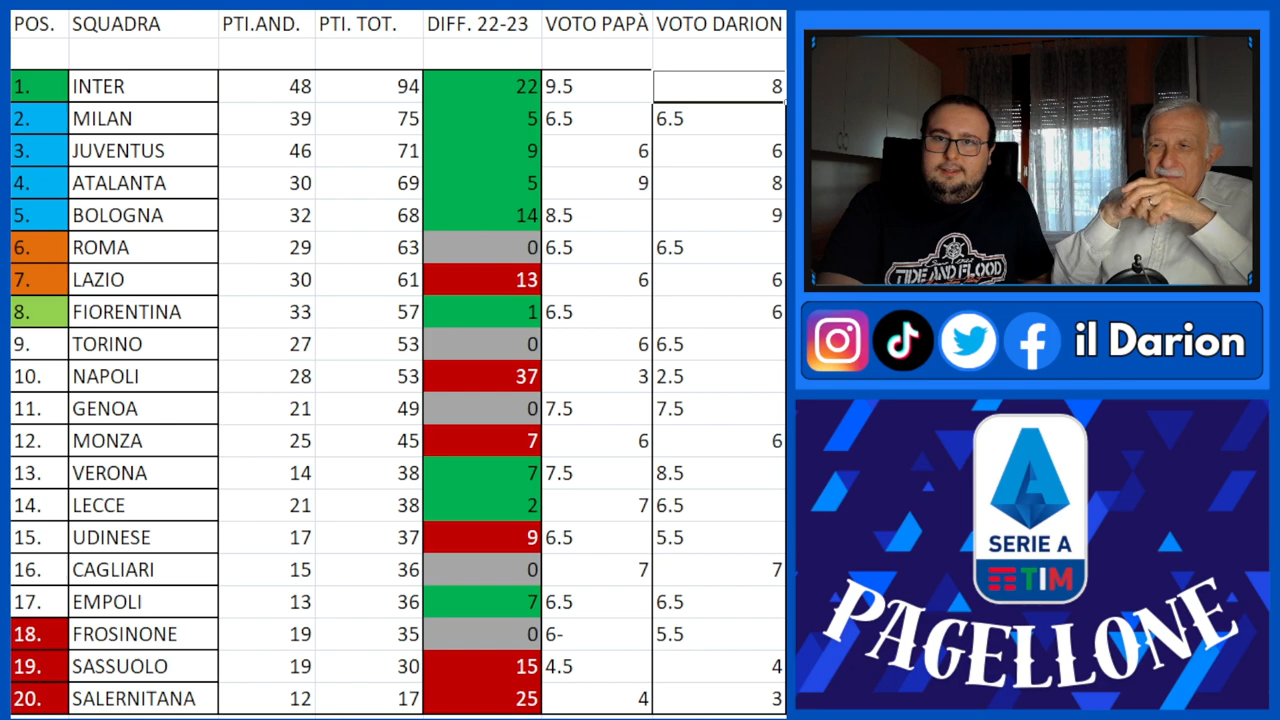 POS. SQUADRA PTI.AND. PTI. TOT. DIFF. 22-23 VOTO PAPÀ VOTO DARION
1. INTER 48 94 22 9.5 8
2. MILAN 39 75 5 6.5 6.5
3. JUVENTUS 46 71 9 6 6
4. ATALANTA 30 69 5 9 8
5. BOLOGNA 32 68 14 8.5 9
6. ROMA 29 63 0 6.5 6.5
7. LAZIO 30 61 13 6 6
8. FIORENTINA 33 57 1 6.5 6
9. TORINO 27 53 0 6 6.5
10. NAPOLI 28 53 37 3 2.5
11. GENOA 21 49 0 7.5 7.5
12. MONZA 25 45 7 6 6
13. VERONA 14 38 7 7.5 8.5
14. LECCE 21 38 2 7 6.5
15. UDINESE 17 37 9 6.5 5.5
16. CAGLIARI 15 36 0 7 7
17. EMPOLI 13 36 7 6.5 6.5
18. FROSINONE 19 35 0 6- 5.5
19. SASSUOLO 19 30 15 4.5 4
20. SALERNITANA 12 17 25 4 3
TIDE AND FLOOD
il Darion
SERIE A
TIM
PAGELLONE